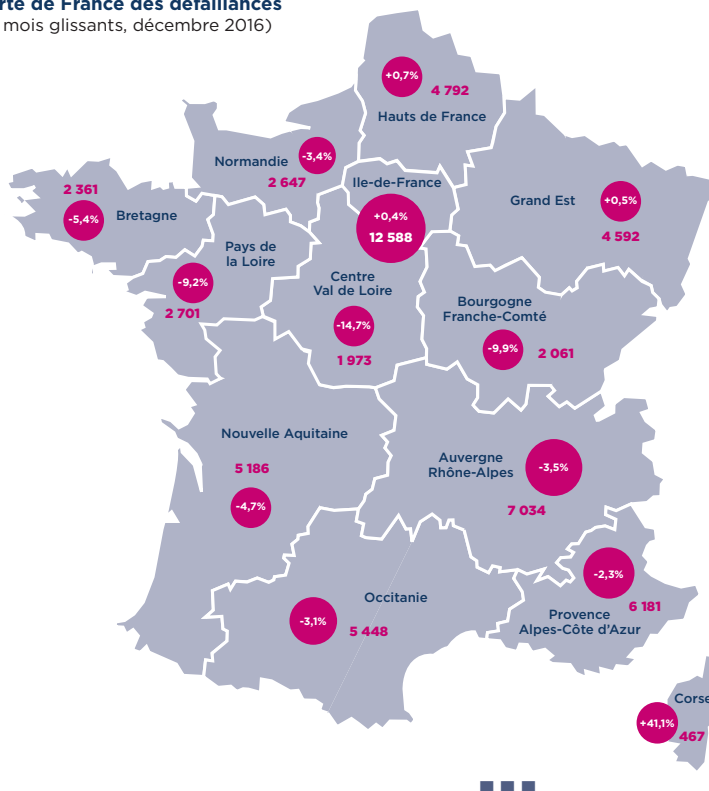 rte de France des défaillances
mois glissants, décembre 2016)
+0,7%
4 792
Hauts de France
Normandie
-3,4%
2 647
Ile-de-France
+0,4%
12 588
2 361
-5,4%
Bretagne
Grand Est
+0,5%
4 592
Pays de
la Loire
-9,2%
2 701
Centre
Val de Loire
-14,7%
1 973
Bourgogne
Franche-Comté
-9,9%
2 061
Nouvelle Aquitaine
5 186
-4,7%
Auvergne
Rhône-Alpes
-3,5%
7 034
Occitanie
-3,1%
5 448
-2,3%
6 181
Provence
Alpes-Côte d'Azur
Corse
+41,1%
467